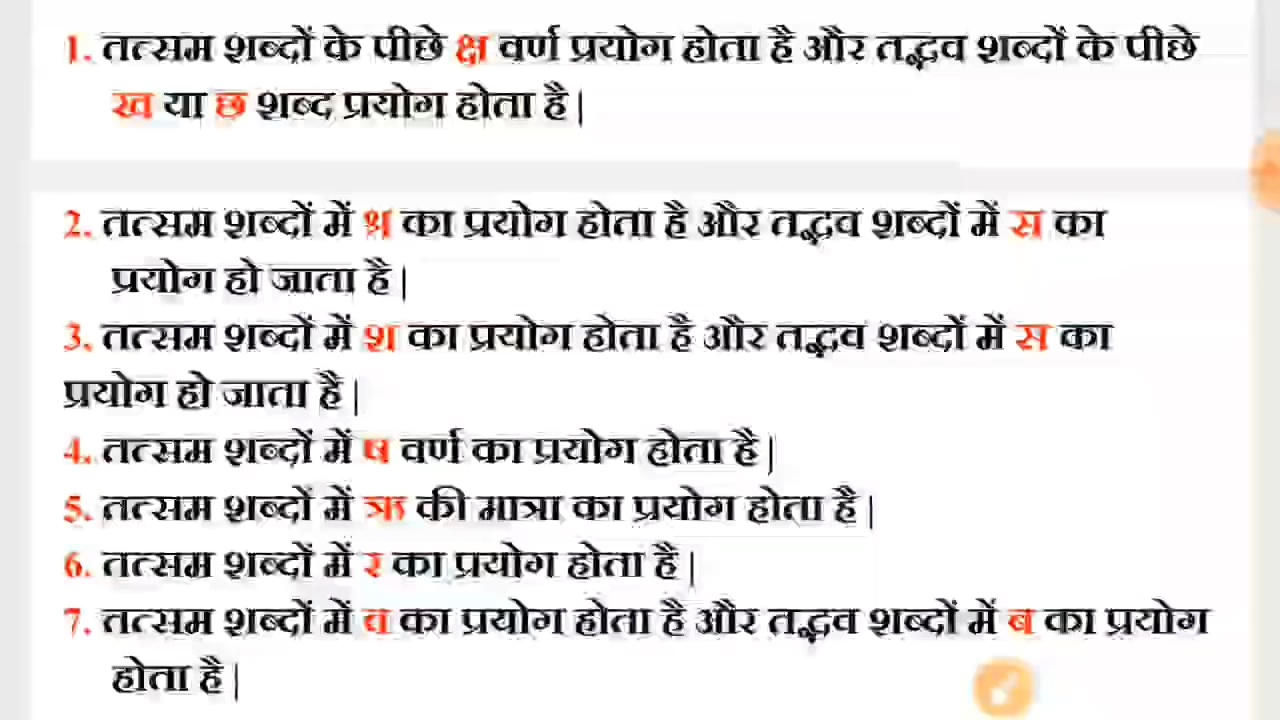 1. तत्सम शब्दों के पीछे क्ष वर्ण प्रयोग होता है और तद्भव शब्दों के पीछे
ख या छ शब्द प्रयोग होता है|
2. तत्सम शब्दों में श्र का प्रयोग होता है और तद्भव शब्दों में स का
प्रयोग हो जाता है|
3. तत्सम शब्दों में श का प्रयोग होता है और तद्भव शब्दों में स का
प्रयोग हो जाता है|
4. तत्सम शब्दों में ष वर्ण का प्रयोग होता है|
5. तत्सम शब्दों में ऋ की मात्रा का प्रयोग होता है|
6. तत्सम शब्दों में र का प्रयोग होता है|
7. तत्सम शब्दों में व का प्रयोग होता है और तद्भव शब्दों में ब का प्रयोग
होता है|